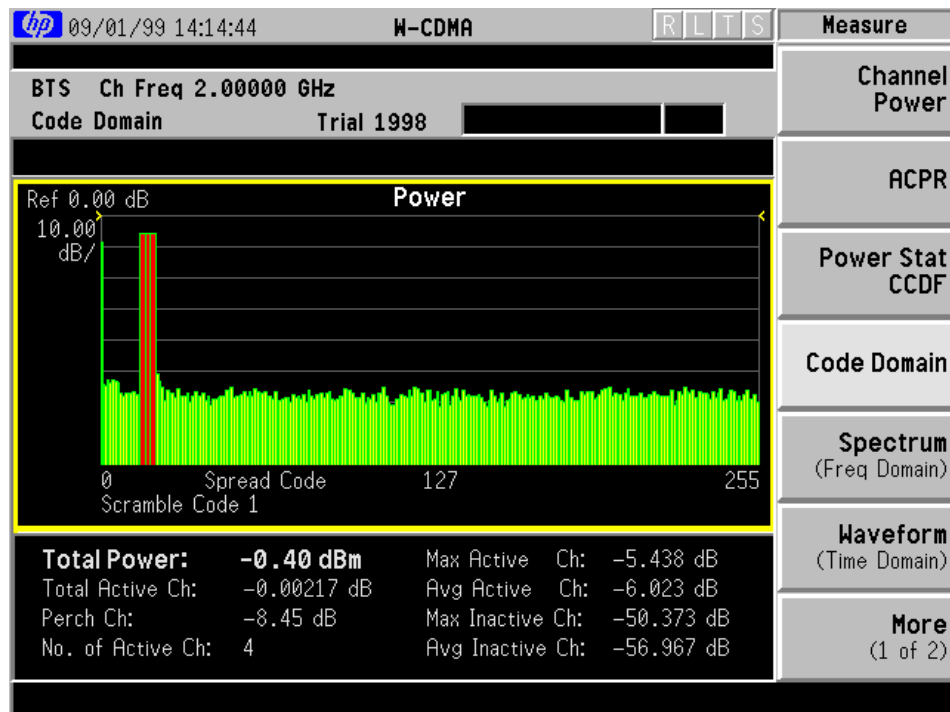 hp 09/01/99 14:14:44 W-CDMA R L T S Measure
BTS Ch Freq 2.00000 GHz
Code Domain Trial 1998
Ref 0.00 dB Power
10.00
dB/
0 Spread Code 127 255
Scramble Code 1
Total Power: -0.40 dBm Max Active Ch: -5.438 dB
Total Active Ch: -0.00217 dB Avg Active Ch: -6.023 dB
Perch Ch: -8.45 dB Max Inactive Ch: -50.373 dB
No. of Active Ch: 4 Avg Inactive Ch: -56.967 dB
Channel
Power
ACPR
Power Stat
CCDF
Code Domain
Spectrum
(Freq Domain)
Waveform
(Time Domain)
More
(1 of 2)